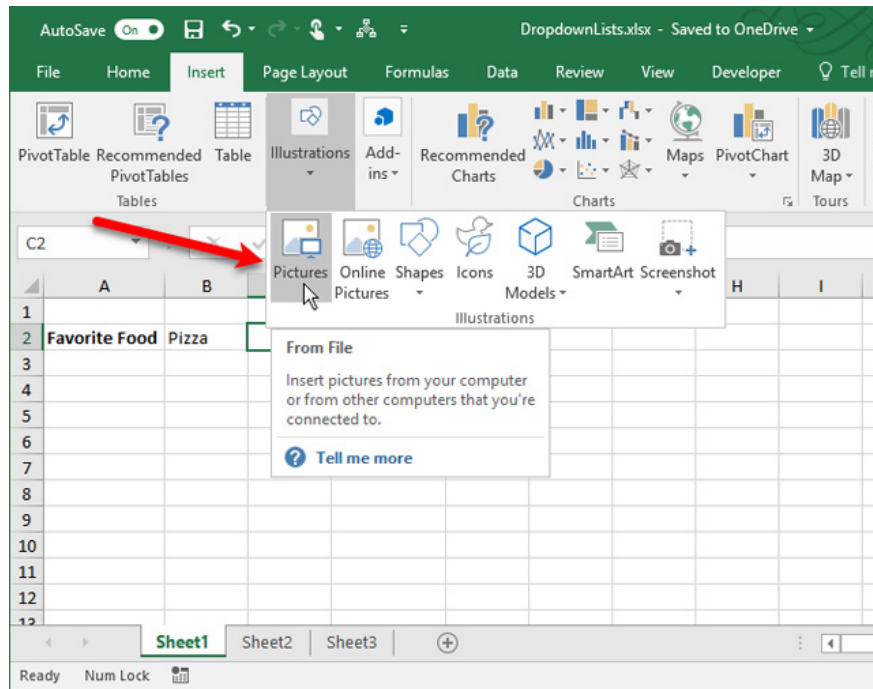 AutoSave On DropdownLists.xlsx - Saved to OneDrive
File Home Insert Page Layout Formulas Data Review View Developer Tell
PivotTable Recommended PivotTables Table Illustrations Add-ins Recommended Charts Maps PivotChart 3D Map
Tables Charts Tours
C2
Pictures Online Pictures Shapes Icons 3D Models SmartArt Screenshot
Illustrations
A B H I
1
2 Favorite Food Pizza
From File
Insert pictures from your computer
or from other computers that you're
connected to.
? Tell me more
3
4
5
6
7
8
9
10
11
12
13
Sheet1 Sheet2 Sheet3
Ready Num Lock